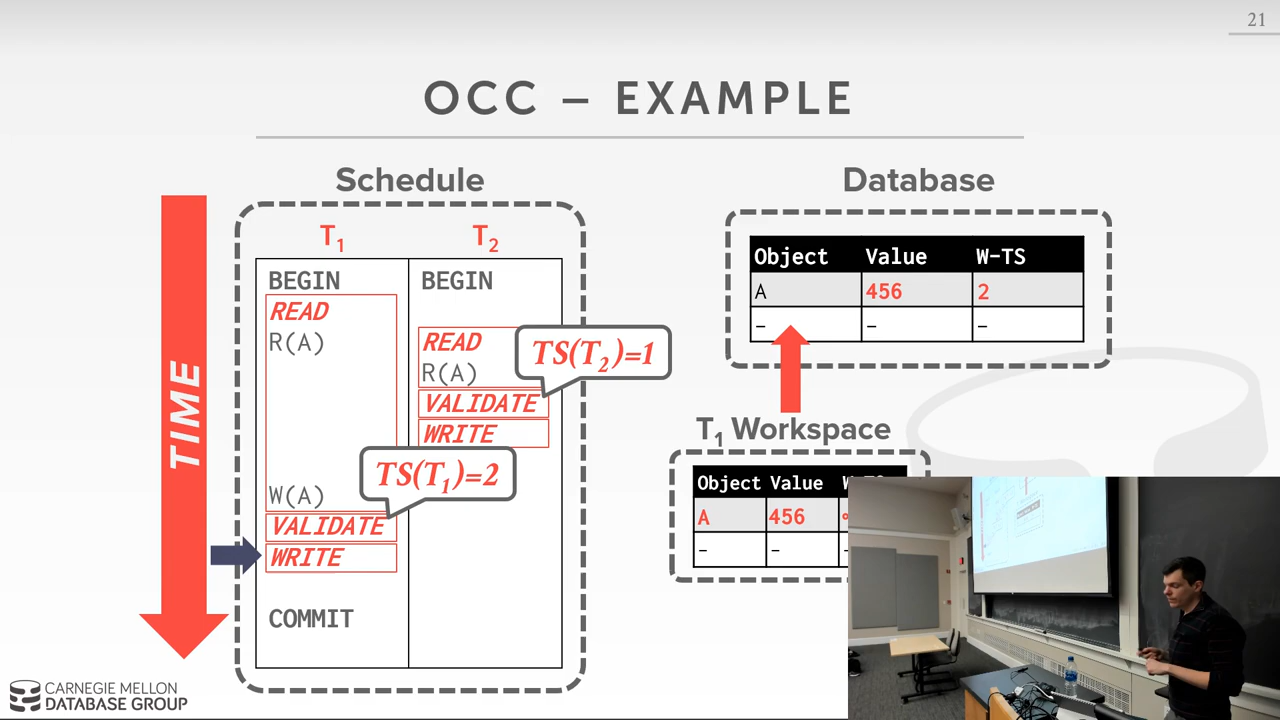 21
OCC – EXAMPLE
Schedule
Database
TIME
T1 T2
BEGIN BEGIN
READ
R(A) READ
R(A)
TS(T2)=1
VALIDATE
WRITE
TS(T1)=2
W(A)
VALIDATE
WRITE
COMMIT
Object Value W-TS
A 456 2
– – –
T1 Workspace
Object Value
A 456
– –
CARNEGIE MELLON
DATABASE GROUP